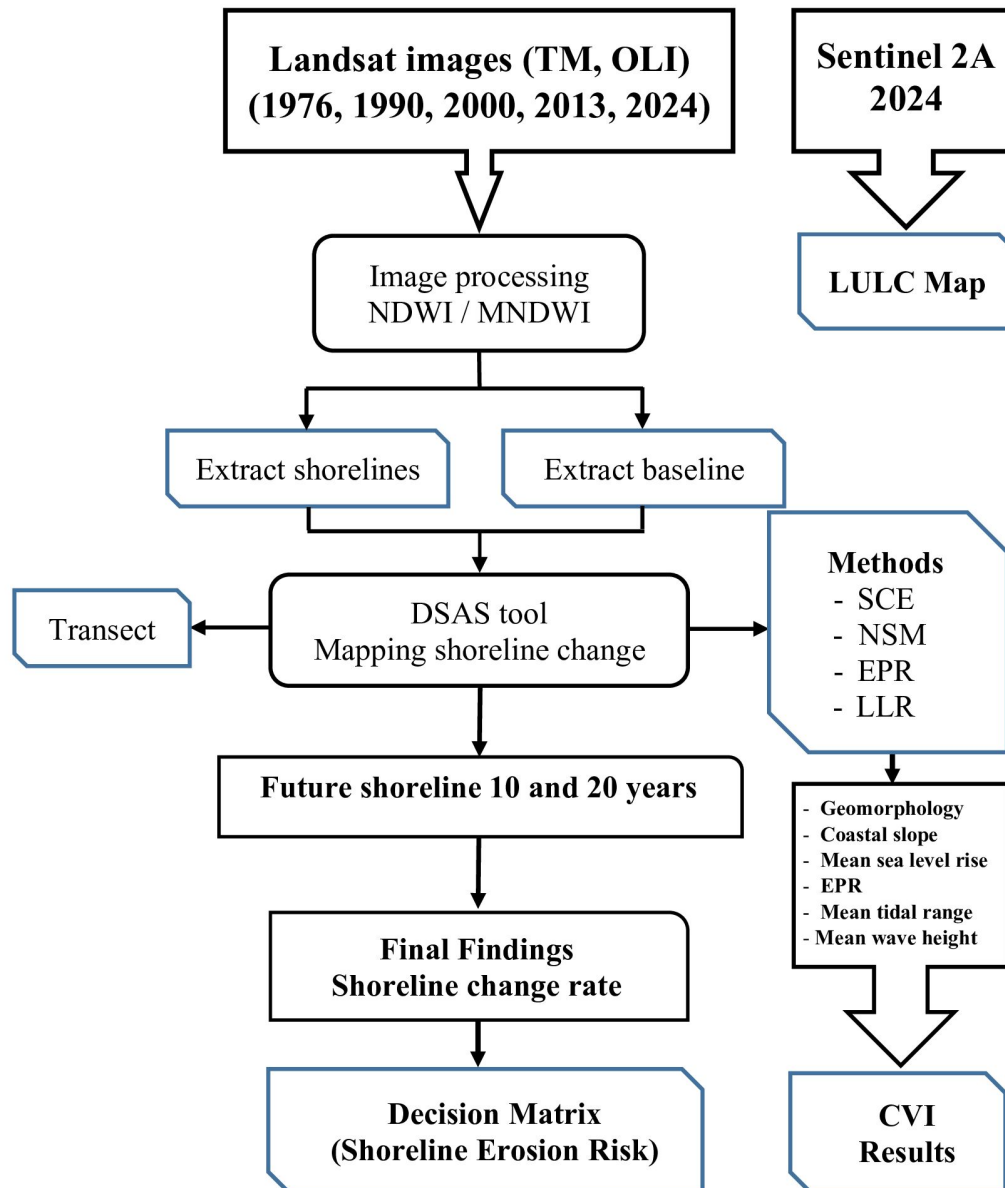 Landsat images (TM, OLI)
(1976, 1990, 2000, 2013, 2024)
Sentinel 2A
2024
Image processing
NDWI / MNDWI
LULC Map
Extract shorelines
Extract baseline
Transect
DSAS tool
Mapping shoreline change
Methods
- SCE
- NSM
- EPR
- LLR
Future shoreline 10 and 20 years
- Geomorphology
- Coastal slope
- Mean sea level rise
- EPR
- Mean tidal range
- Mean wave height
Final Findings
Shoreline change rate
Decision Matrix
(Shoreline Erosion Risk)
CVI
Results